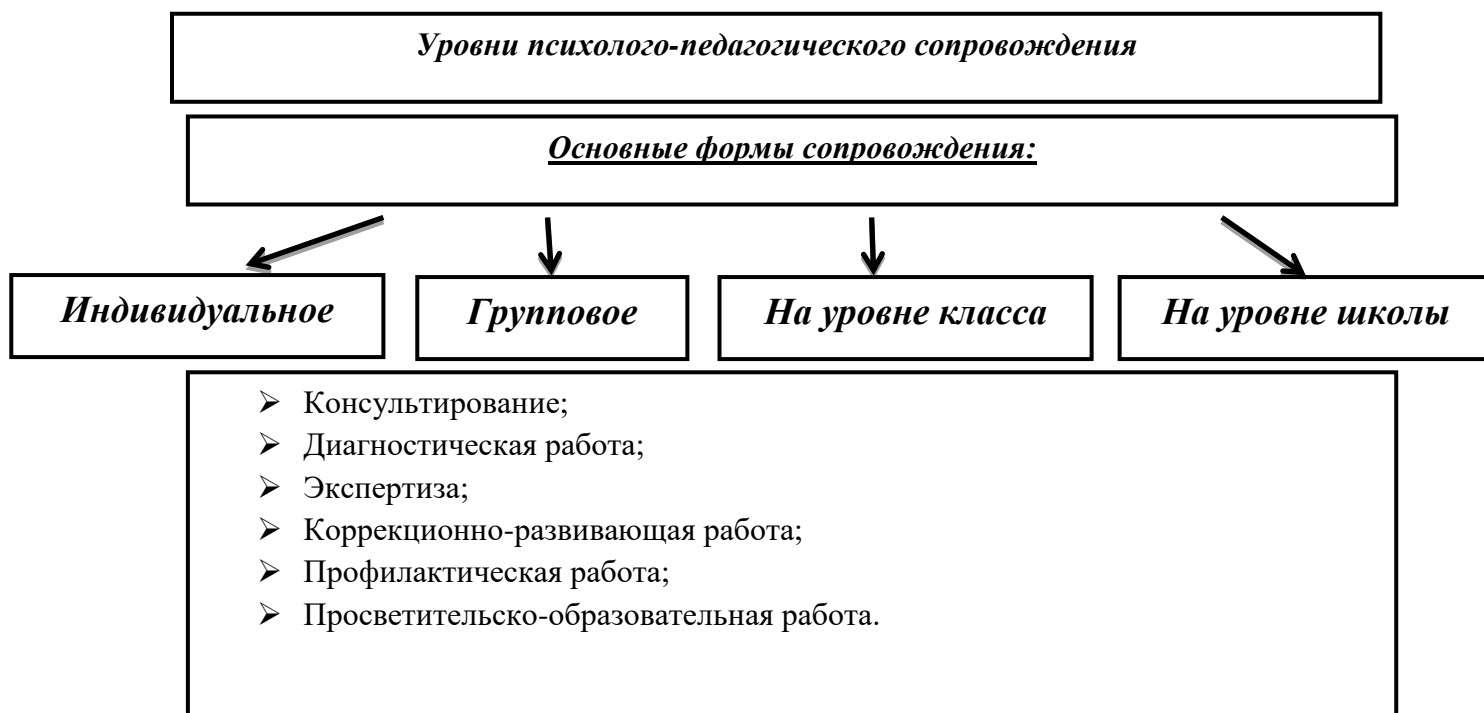 Уровни психолого-педагогического сопровождения
Основные формы сопровождения:
Индивидуальное
Групповое
На уровне класса
На уровне школы
Консультирование;
Диагностическая работа;
Экспертиза;
Коррекционно-развивающая работа;
Профилактическая работа;
Просветительско-образовательная работа.